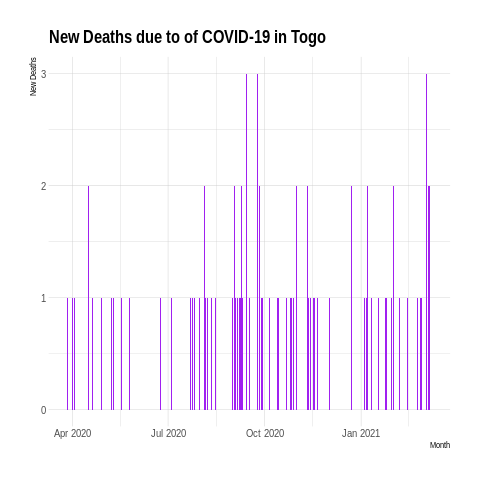 New Deaths due to of COVID-19 in Togo
New Deaths
3
2
1
0
Apr 2020 Jul 2020 Oct 2020 Jan 2021
Month